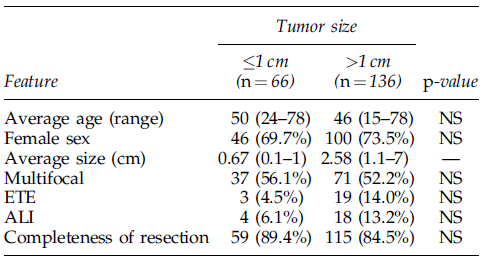 Tumor size
≤1 cm >1 cm
Feature (n = 66) (n = 136) p-value
Average age (range) 50 (24–78) 46 (15–78) NS
Female sex 46 (69.7%) 100 (73.5%) NS
Average size (cm) 0.67 (0.1–1) 2.58 (1.1–7) —
Multifocal 37 (56.1%) 71 (52.2%) NS
ETE 3 (4.5%) 19 (14.0%) NS
ALI 4 (6.1%) 18 (13.2%) NS
Completeness of resection 59 (89.4%) 115 (84.5%) NS